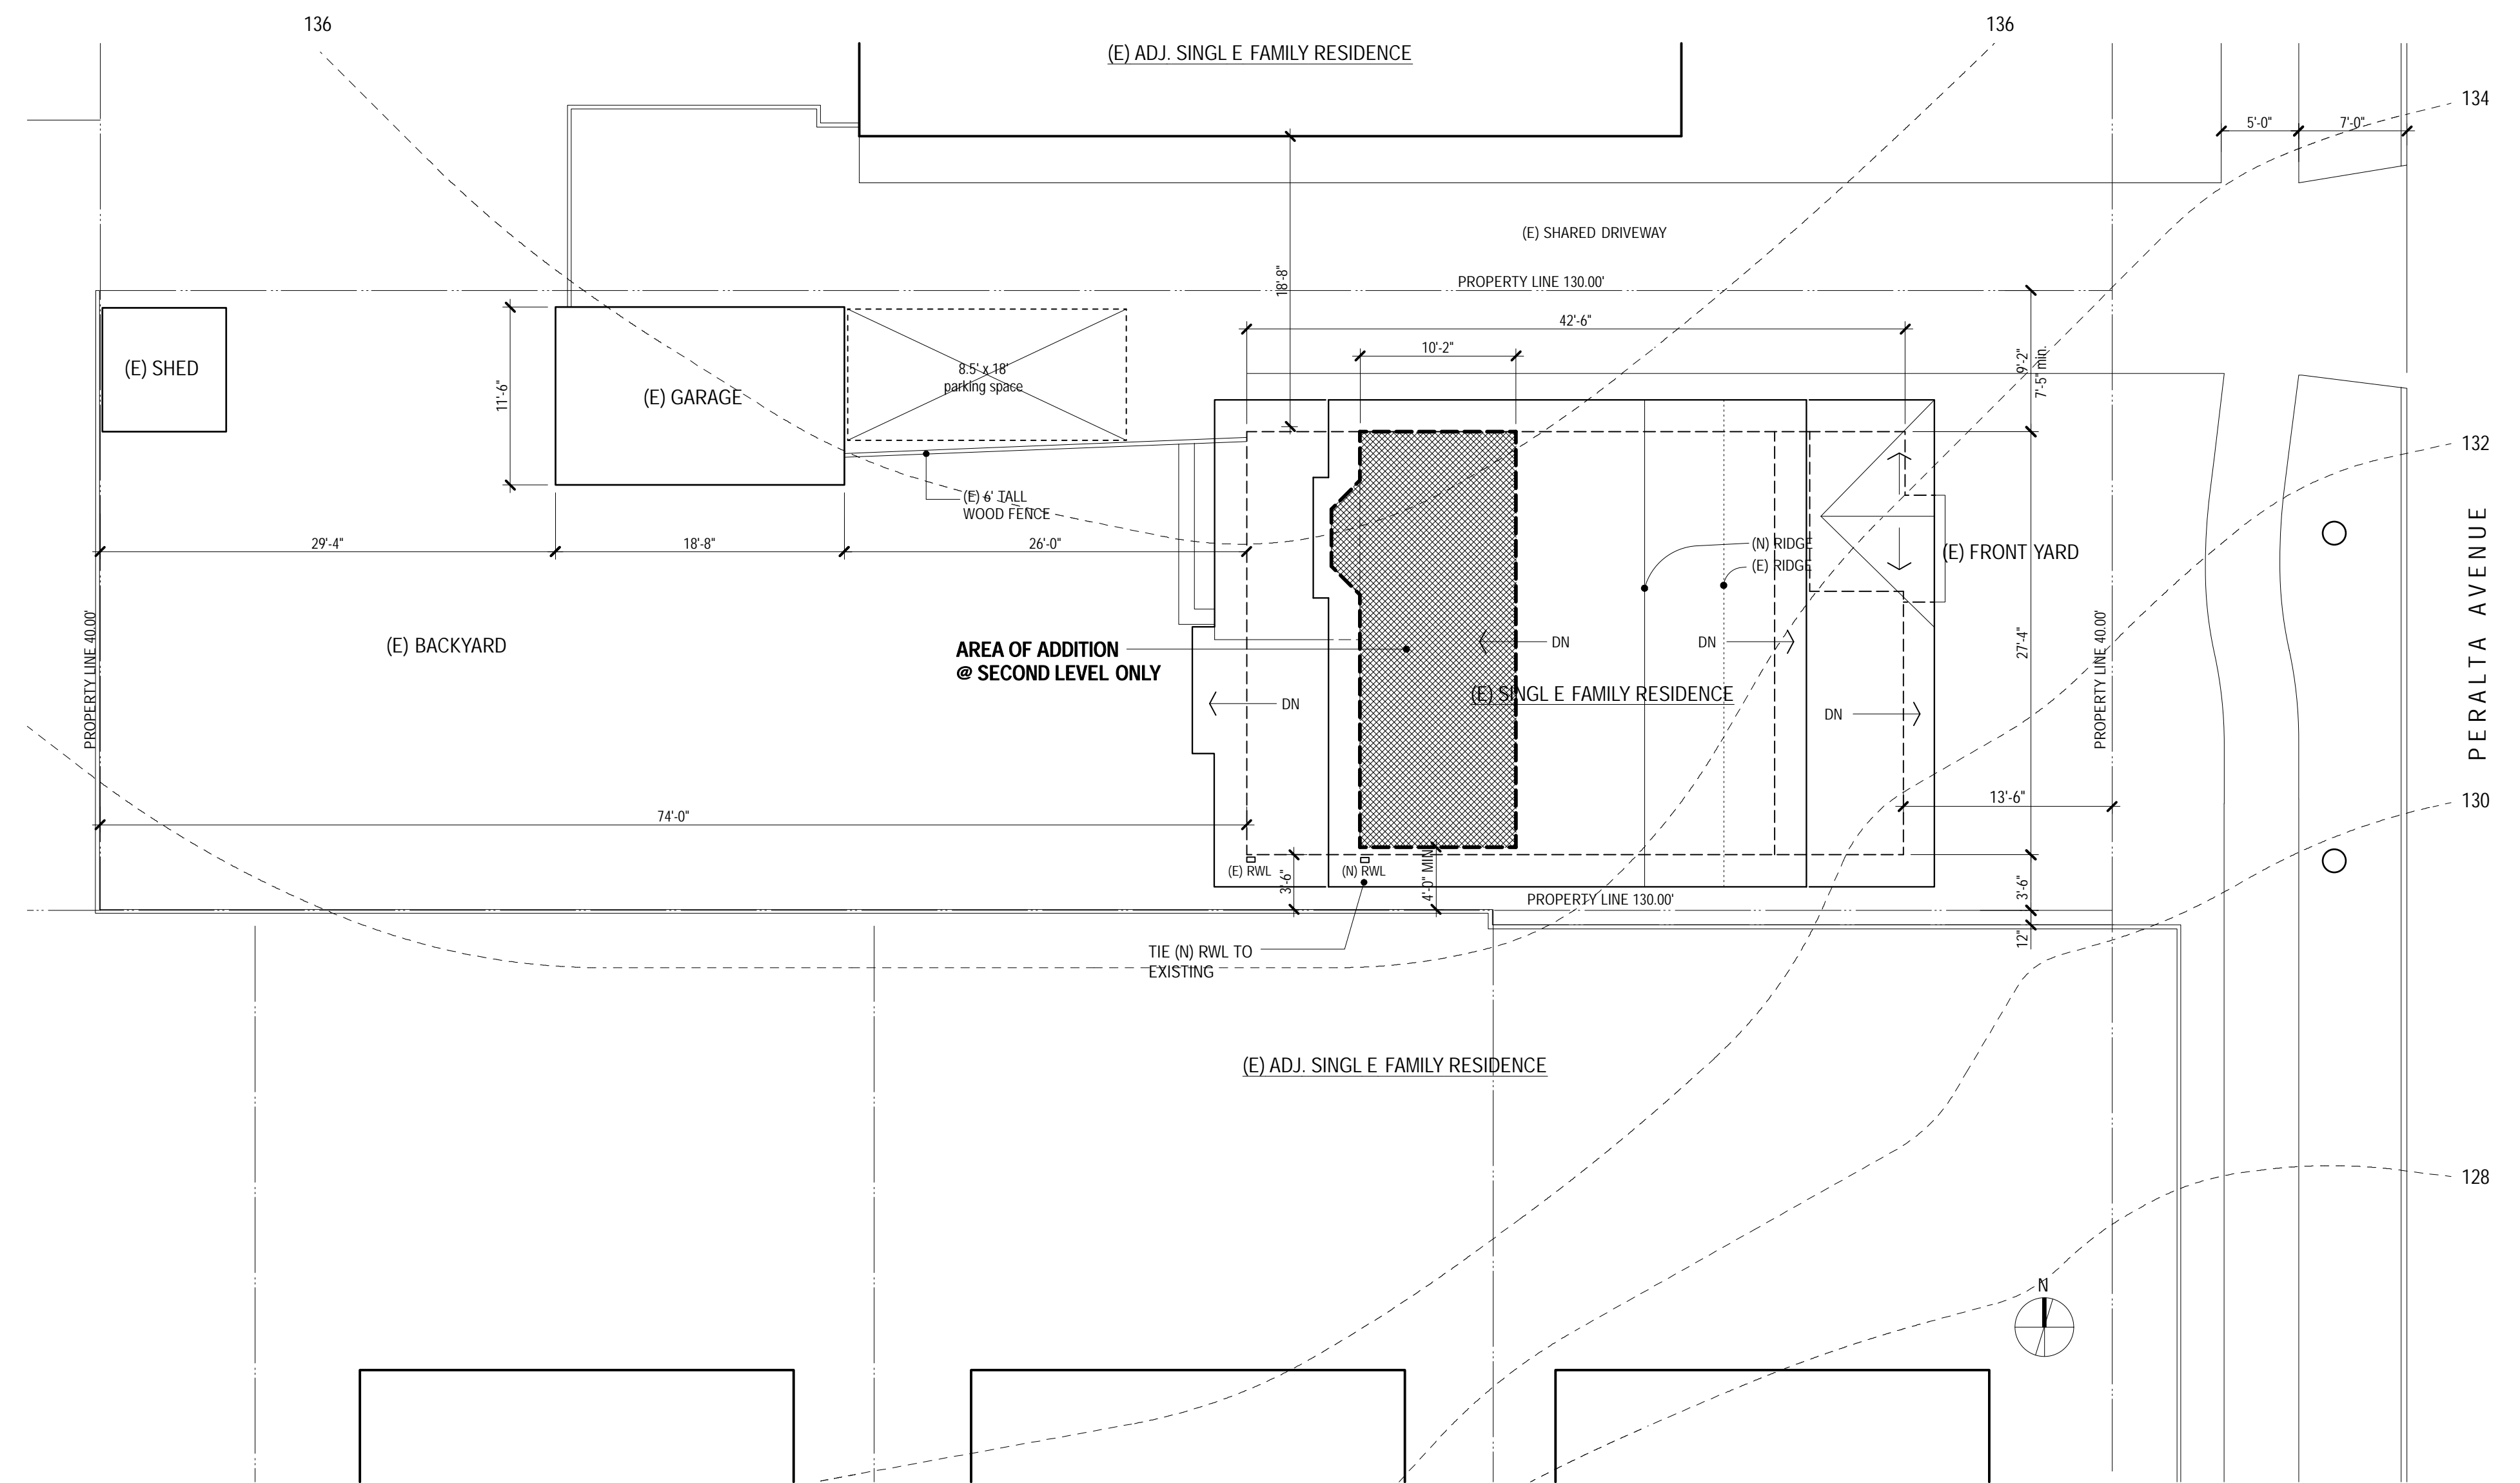 136
136
(E) ADJ. SINGLE FAMILY RESIDENCE
134
5'-0"
7'-0"
(E) SHARED DRIVEWAY
18'-8"
PROPERTY LINE 130.00'
42'-6"
10'-2"
9'-2"
7'-5" min.
(E) SHED
8.5' x 18'
parking space
11'-6"
(E) GARAGE
132
(E) 6' TALL
WOOD FENCE
29'-4"
18'-8"
26'-0"
(N) RIDGE
(E) RIDGE
(E) FRONT YARD
PERALTA AVENUE
PROPERTY LINE 40.00'
(E) BACKYARD
AREA OF ADDITION
@ SECOND LEVEL ONLY
DN
DN
27'-4"
PROPERTY LINE 40.00'
(E) SINGLE FAMILY RESIDENCE
DN
DN
74'-0"
13'-6"
130
(E) RWL
3'-6"
(N) RWL
4'-0" MIN
3'-6"
PROPERTY LINE 130.00'
12"
TIE (N) RWL TO
EXISTING
(E) ADJ. SINGLE FAMILY RESIDENCE
128
N